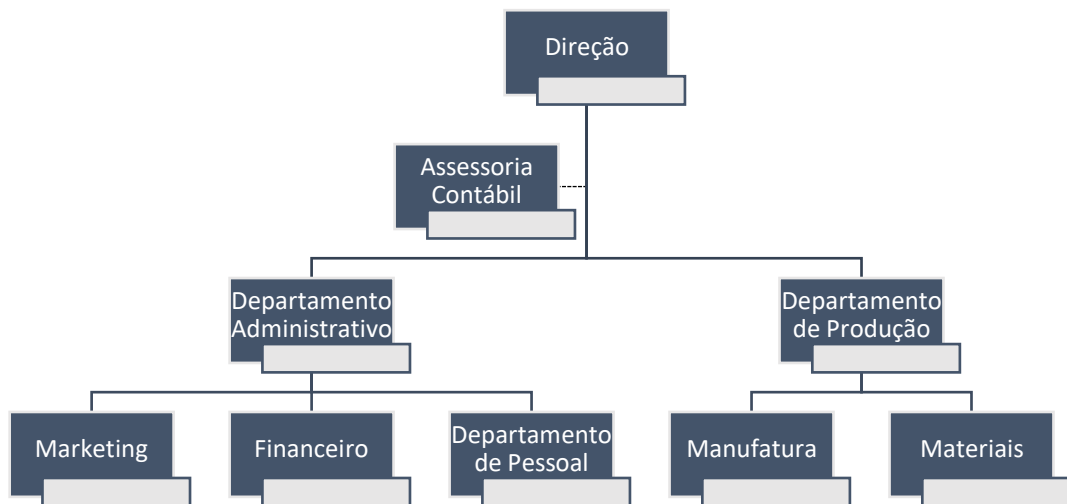 Direção
Assessoria
Contábil
Departamento
Administrativo
Departamento
de Produção
Marketing
Financeiro
Departamento
de Pessoal
Manufatura
Materiais